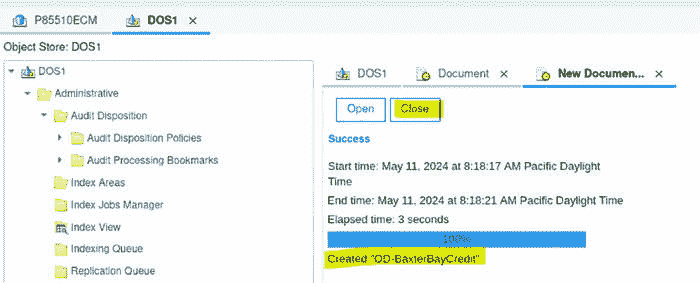 P85510ECM DOS1
Object Store: DOS1
DOS1
Administrative
Audit Disposition
Audit Disposition Policies
Audit Processing Bookmarks
Index Areas
Index Jobs Manager
Index View
Indexing Queue
Replication Queue
DOS1 Document New Documen...
Open Close
Success
Start time: May 11, 2024 at 8:18:17 AM Pacific Daylight
Time
End time: May 11, 2024 at 8:18:21 AM Pacific Daylight Time
Elapsed time: 3 seconds
100%
Created "OD-BaxterBayCredit"